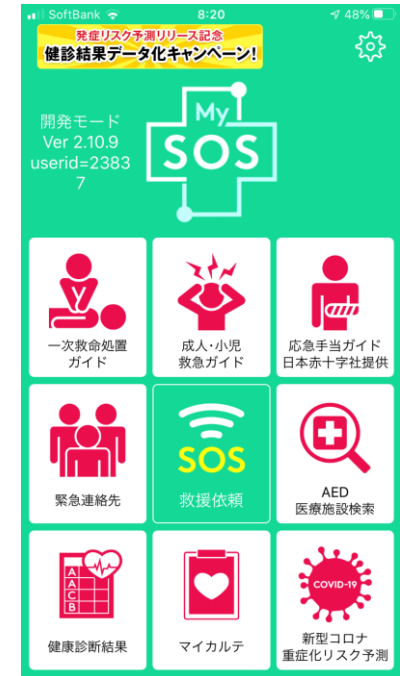 SoftBank 8:20 48%
発症リスク予測リリース記念
健診結果データ化キャンペーン!
開発モード
Ver 2.10.9
userid=2383
7
My
SOS
一次救命処置
ガイド
成人・小児
救急ガイド
応急手当ガイド
日本赤十字社提供
緊急連絡先
SOS
救援依頼
AED
医療施設検索
A
A
C
B
健康診断結果
マイカルテ
COVID-19
新型コロナ
重症化リスク予測